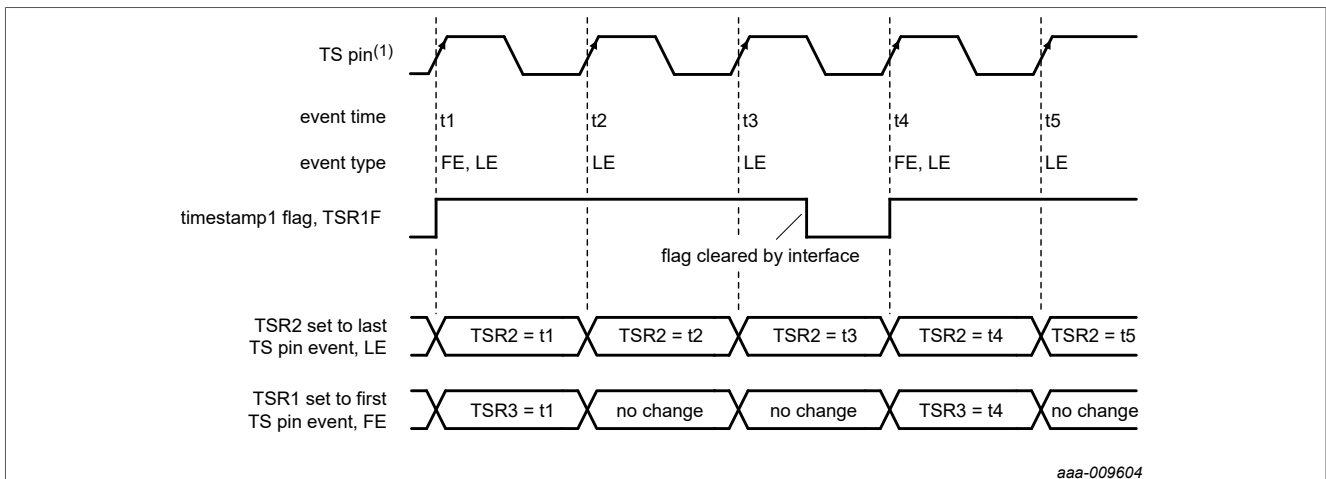 TS pin(1)
event time t1 t2 t3 t4 t5
event type FE, LE LE LE FE, LE LE
timestamp1 flag, TSR1F
flag cleared by interface
TSR2 set to last
TS pin event, LE
TSR2 = t1 TSR2 = t2 TSR2 = t3 TSR2 = t4 TSR2 = t5
TSR1 set to first
TS pin event, FE
TSR3 = t1 no change no change TSR3 = t4 no change
aaa-009604